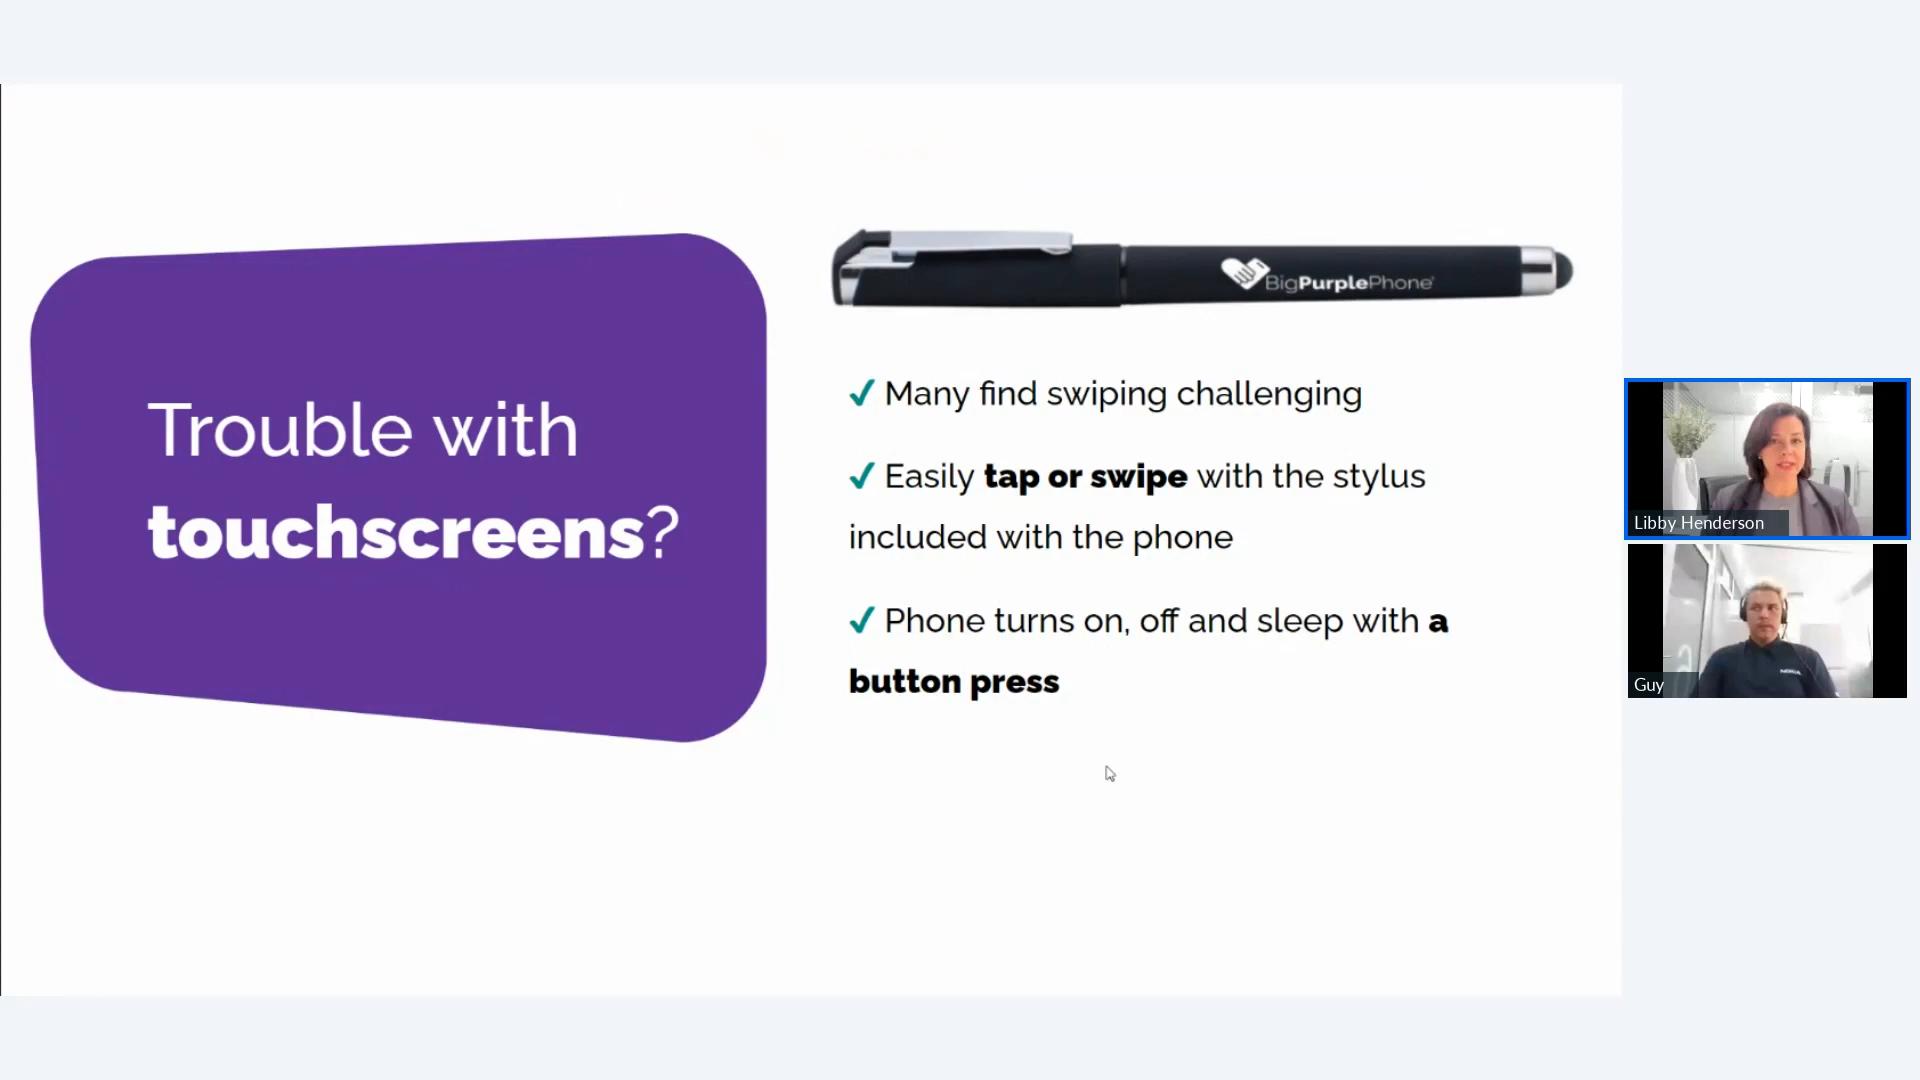 BigPurplePhone
Trouble with
touchscreens?
✓ Many find swiping challenging
✓ Easily tap or swipe with the stylus
included with the phone
✓ Phone turns on, off and sleep with a
button press
Libby Henderson
NOKIA
Guy